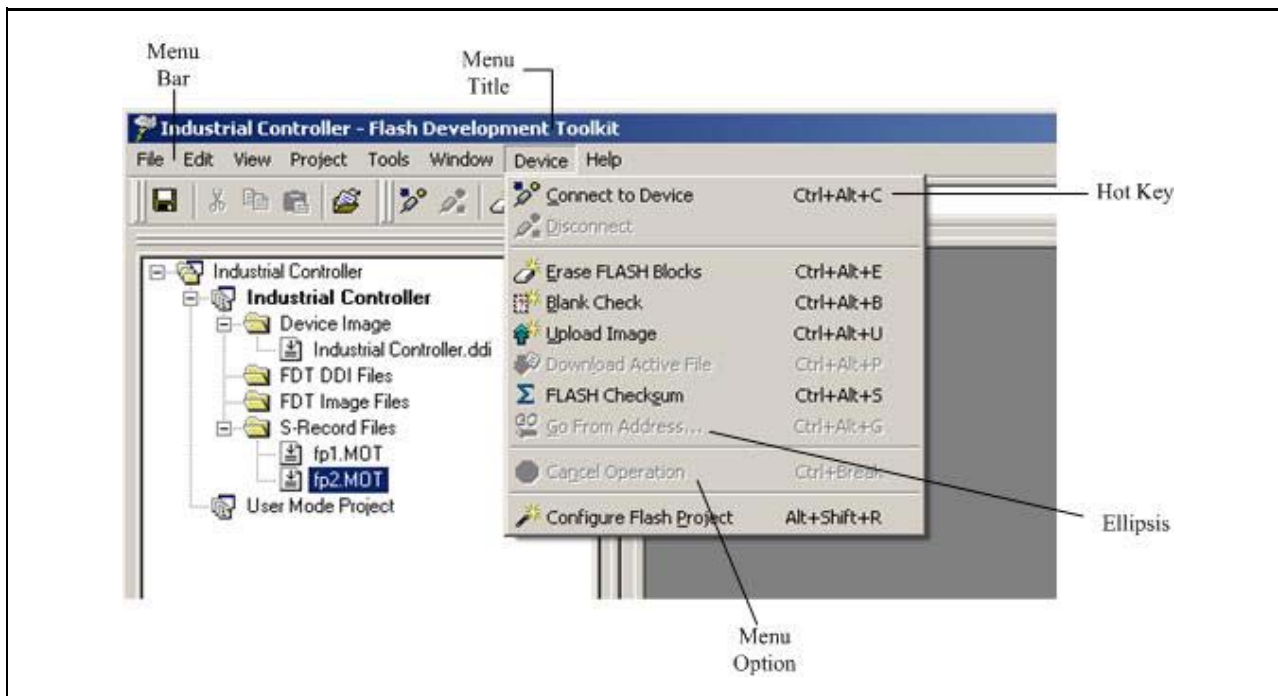 Menu
Bar
Menu
Title
Industrial Controller - Flash Development Toolkit
File Edit View Project Tools Window Device Help
Connect to Device Ctrl+Alt+C
Hot Key
Disconnect
Erase FLASH Blocks Ctrl+Alt+E
Blank Check Ctrl+Alt+B
Upload Image Ctrl+Alt+U
Download Active File Ctrl+Alt+P
FLASH Checksum Ctrl+Alt+S
Go From Address... Ctrl+Alt+G
Cancel Operation Ctrl+Break
Configure Flash Project Alt+Shift+R
Ellipsis
Industrial Controller
Industrial Controller
Device Image
Industrial Controller.ddi
FDT DDI Files
FDT Image Files
S-Record Files
fp1.MOT
fp2.MOT
User Mode Project
Menu
Option